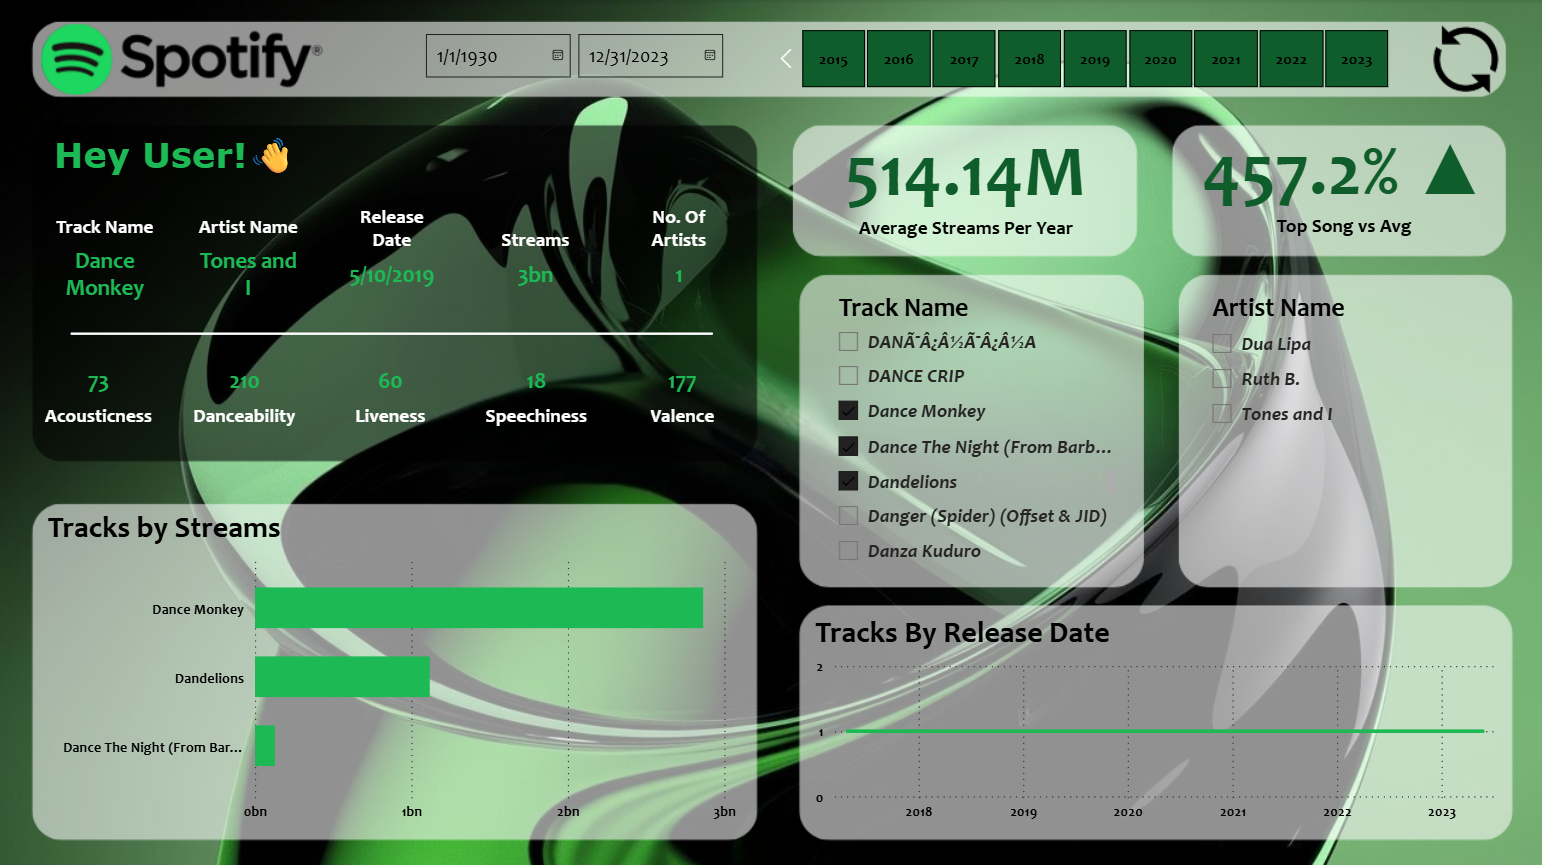 Spotify®
1/1/1930
12/31/2023
2015
2016
2017
2018
2019
2020
2021
2022
2023
Hey User!👋
Track Name
Artist Name
Release
Date
Streams
No. Of
Artists
Dance
Monkey
Tones and
I
5/10/2019
3bn
1
73
210
60
18
177
Acousticness
Danceability
Liveness
Speechiness
Valence
514.14M
Average Streams Per Year
457.2% ▲
Top Song vs Avg
Track Name
DANÃ¯Â¿Â½Ã¯Â¿Â½A
DANCE CRIP
Dance Monkey
Dance The Night (From Barb...
Dandelions
Danger (Spider) (Offset & JID)
Danza Kuduro
Artist Name
Dua Lipa
Ruth B.
Tones and I
Tracks by Streams
Dance Monkey
Dandelions
Dance The Night (From Bar...
0bn
1bn
2bn
3bn
Tracks By Release Date
2
1
0
2018
2019
2020
2021
2022
2023